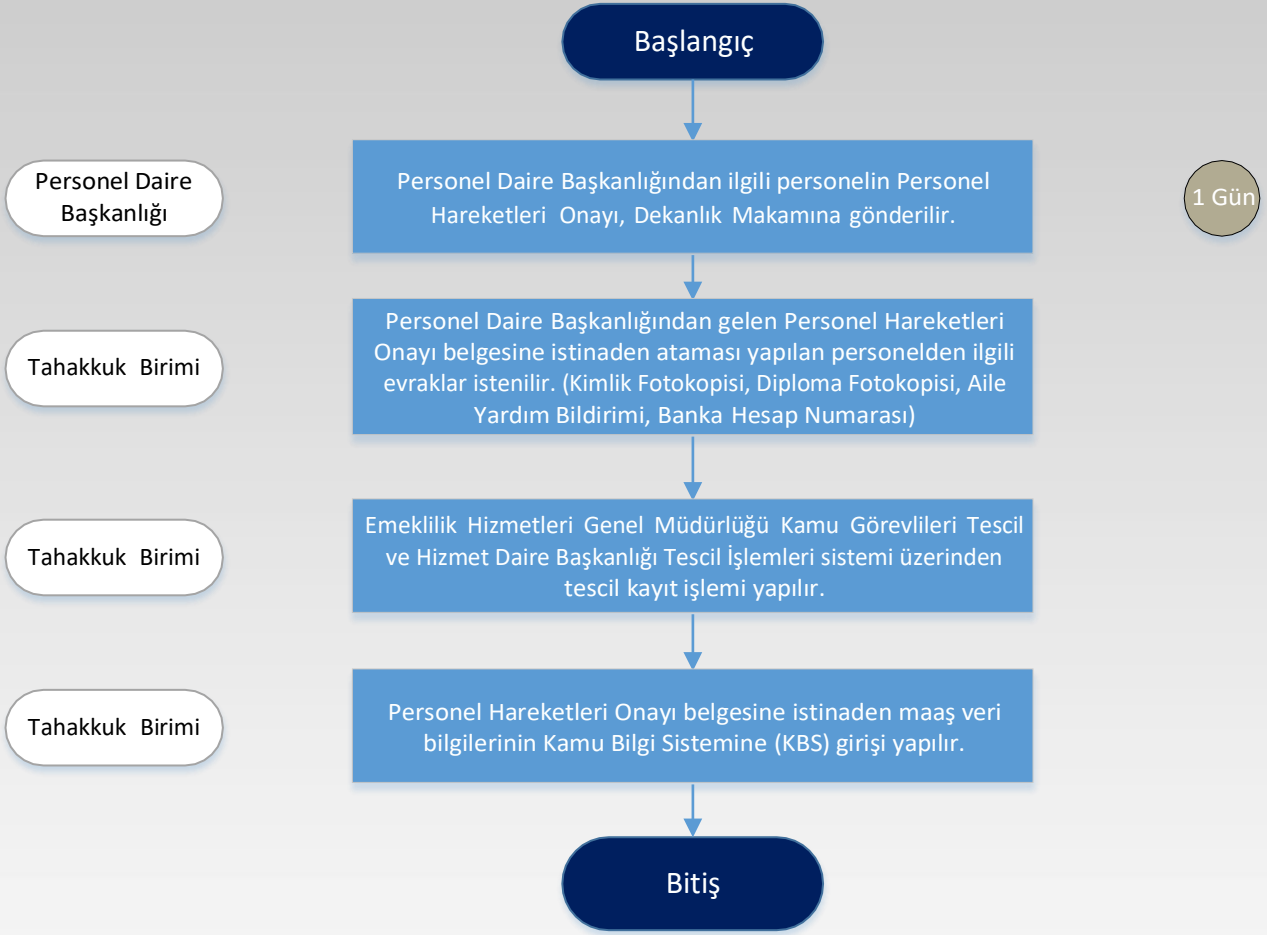 Başlangıç
Personel Daire
Başkanlığı
Personel Daire Başkanlığından ilgili personelin Personel
Hareketleri Onayı, Dekanlık Makamına gönderilir.
1 Gün
Tahakkuk Birimi
Personel Daire Başkanlığından gelen Personel Hareketleri
Onayı belgesine istinaden ataması yapılan personelden ilgili
evraklar istenilir. (Kimlik Fotokopisi, Diploma Fotokopisi, Aile
Yardım Bildirimi, Banka Hesap Numarası)
Tahakkuk Birimi
Emeklilik Hizmetleri Genel Müdürlüğü Kamu Görevlileri Tescil
ve Hizmet Daire Başkanlığı Tescil İşlemleri sistemi üzerinden
tescil kayıt işlemi yapılır.
Tahakkuk Birimi
Personel Hareketleri Onayı belgesine istinaden maaş veri
bilgilerinin Kamu Bilgi Sistemine (KBS) girişi yapılır.
Bitiş